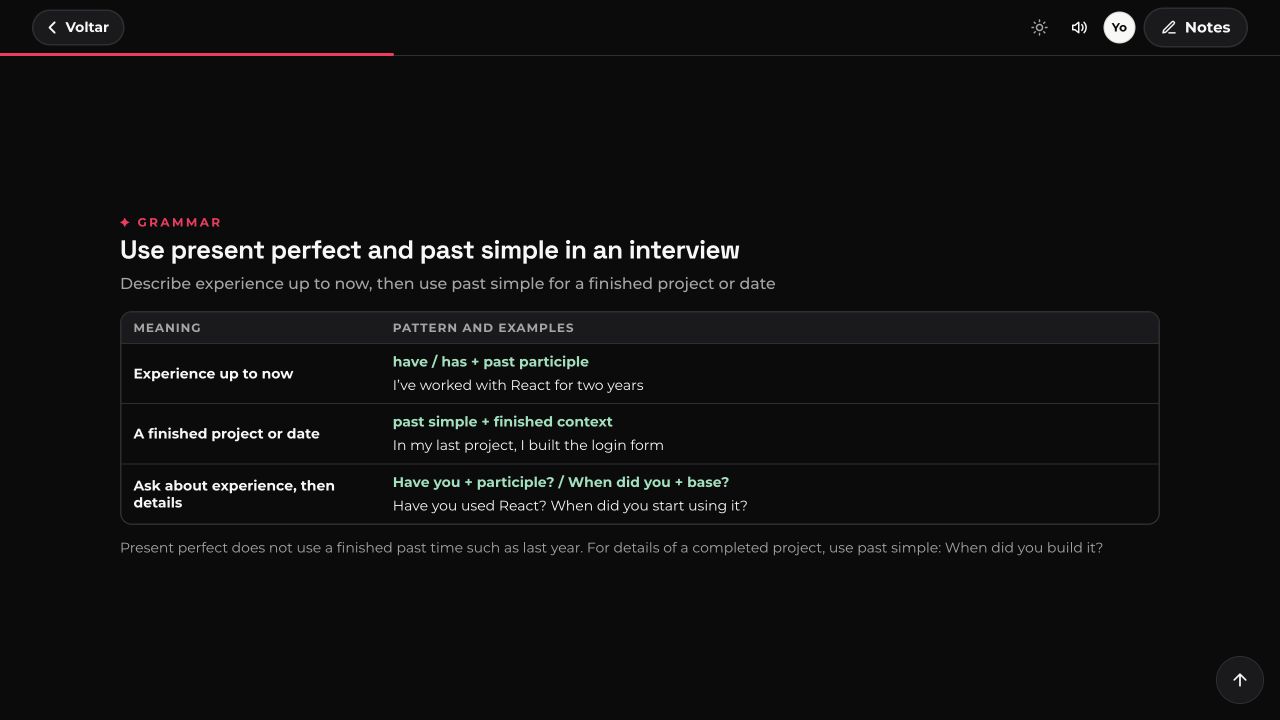 Voltar
Yo
Notes
GRAMMAR
Use present perfect and past simple in an interview
Describe experience up to now, then use past simple for a finished project or date
MEANING
PATTERN AND EXAMPLES
Experience up to now
have / has + past participle
I've worked with React for two years
A finished project or date
past simple + finished context
In my last project, I built the login form
Ask about experience, then
details
Have you + participle? / When did you + base?
Have you used React? When did you start using it?
Present perfect does not use a finished past time such as last year. For details of a completed project, use past simple: When did you build it?